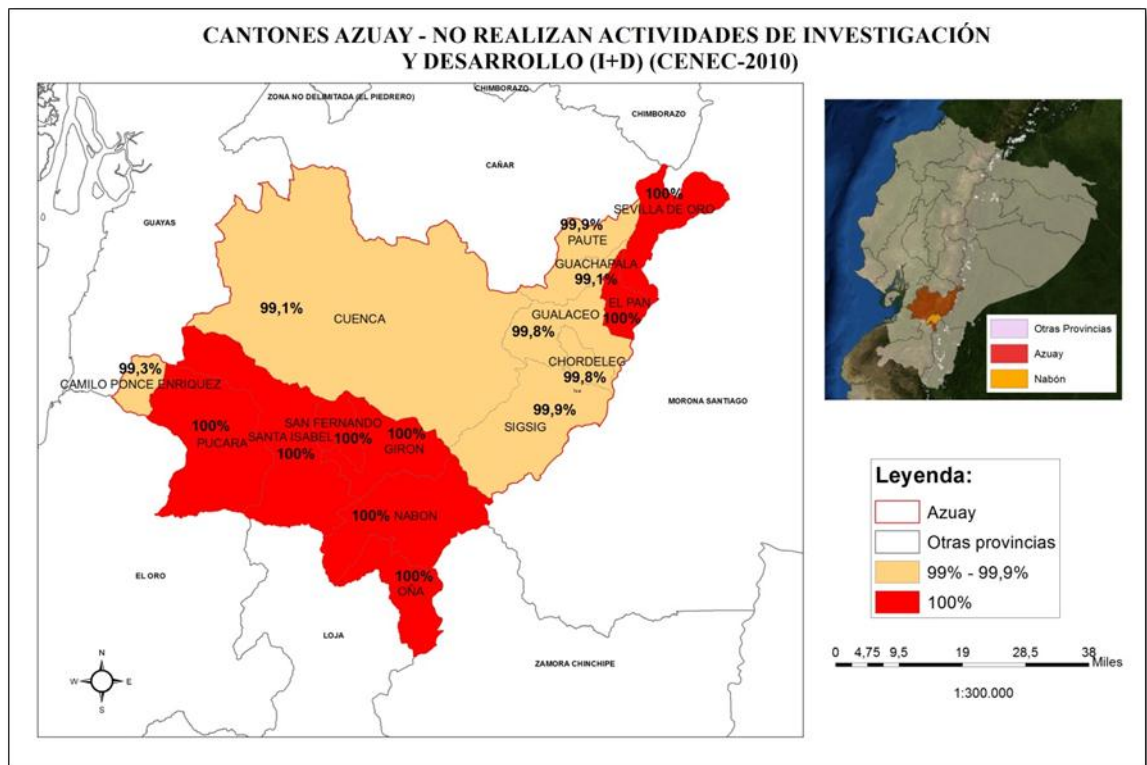 CANTONES AZUAY - NO REALIZAN ACTIVIDADES DE INVESTIGACIÓN
Y DESARROLLO (I+D) (CENEC-2010)
CHIMBORAZO
ZONA NO DELIMITADA (EL PIEDRERO)
CHIMBORAZO
CAÑAR
GUAYAS
100%
SEVILLA DE ORO
99,9%
PAUTE
GUACHAPALA
99,1%
EL PAN
100%
99,1%
CUENCA
GUALACEO
99,8%
CHORDELEG
99,8%
99,3%
CAMILO PONCE ENRIQUEZ
99,9%
SIGSIG
MORONA SANTIAGO
100%
PUCARA
SAN FERNANDO
100%
SANTA ISABEL
100%
100%
GIRON
100% NABON
100%
OÑA
EL ORO
LOJA
ZAMORA CHINCHIPE
N
W E
S
Otras Provincias
Azuay
Nabón
Leyenda:
Azuay
Otras provincias
99% - 99,9%
100%
0 4,75 9,5 19 28,5 38
Miles
1:300.000